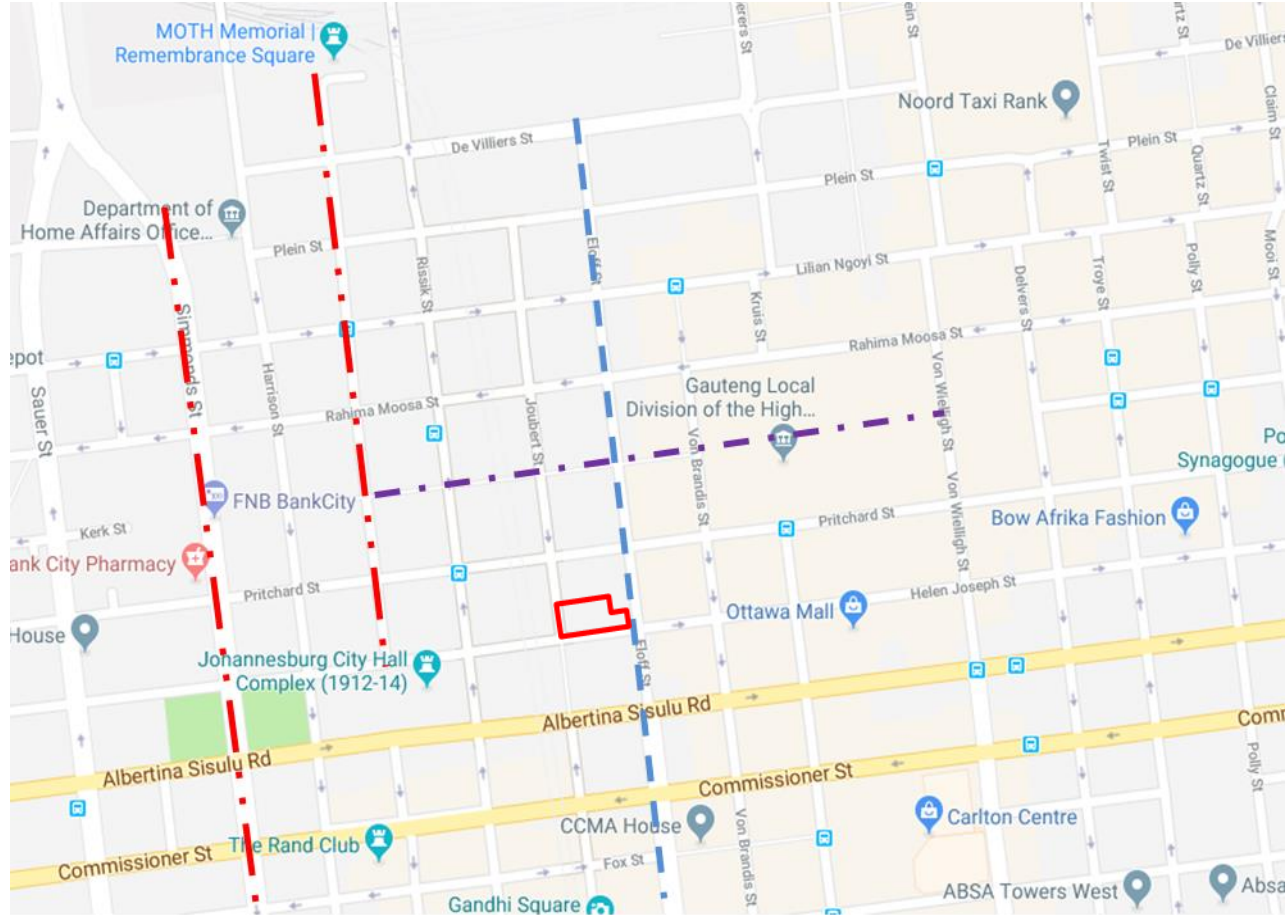 MOTH Memorial |
Remembrance Square
De Villiers St
De Villiers
Noord Taxi Rank
Claim St
Plein St
Quartz St
Twist St
Plein St
Department of
Home Affairs Office...
Plein St
Eloff St
Lilian Ngoyi St
Rissik St
Kruis St
Delvers St
Troye St
Polly St
Mooi St
Simmonds St
Rahima Moosa St
Harrison St
Sauer St
Rahima Moosa St
Joubert St
Von Brandis St
Gauteng Local
Division of the High...
Von Wielligh St
Synagogue
FNB BankCity
Kerk St
Pritchard St
Von Wielligh St
Bow Afrika Fashion
ank City Pharmacy
Pritchard St
Helen Joseph St
Ottawa Mall
House
Eloff St
Johannesburg City Hall
Complex (1912-14)
Albertina Sisulu Rd
Albertina Sisulu Rd
Commissioner St
Polly St
Carlton Centre
CCMA House
The Rand Club
Von Brandis St
Commissioner St
Fox St
Gandhi Square
ABSA Towers West
Absa